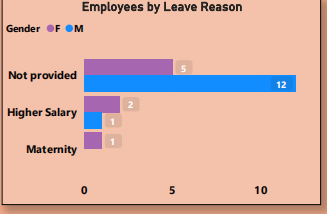 Employees by Leave Reason
Gender F M
Not provided 5
12
Higher Salary 2
1
Maternity 1
0 5 10